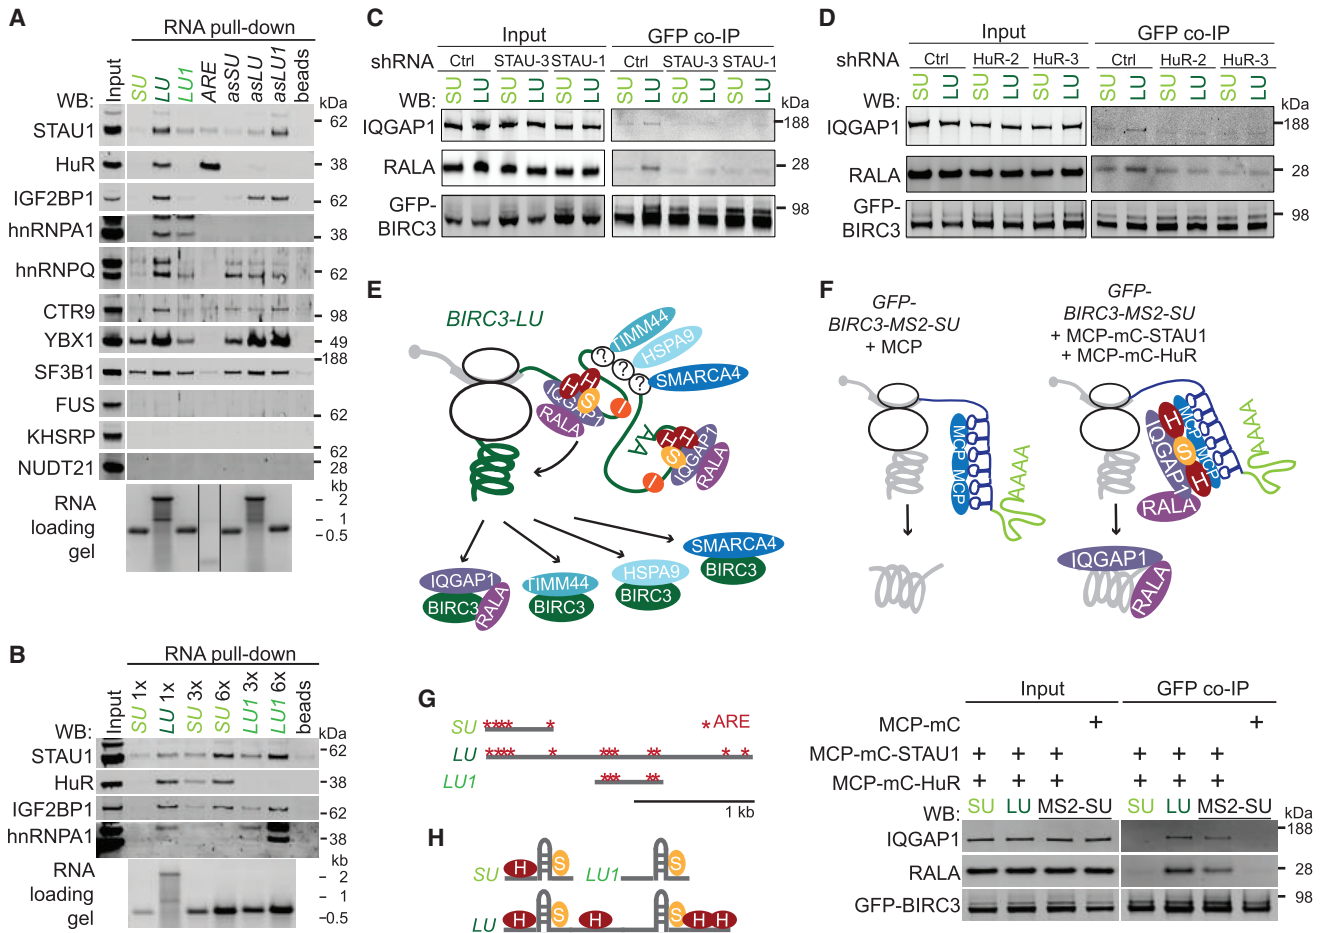 A
RNA pull-down
Input
SU
LU
LU1
ARE
asSU
asLU
asLU1
beads
WB:
kDa
STAU1
62
HuR
38
IGF2BP1
62
hnRNPA1
38
hnRNPQ
62
CTR9
98
YBX1
49
188
SF3B1
FUS
62
KHSRP
62
NUDT21
28
kb
RNA
loading
gel
2
1
0.5
B
RNA pull-down
Input
SU 1x
LU 1x
SU 3x
SU 6x
LU1 3x
LU1 6x
beads
WB:
kDa
STAU1
62
HuR
38
IGF2BP1
62
hnRNPA1
38
kb
RNA
loading
gel
2
1
0.5
C
Input
GFP co-IP
shRNA
Ctrl STAU-3 STAU-1 Ctrl STAU-3 STAU-1
WB:
SU LU SU LU SU LU SU LU SU LU SU LU
kDa
IQGAP1
188
RALA
28
GFP-
BIRC3
98
D
Input
GFP co-IP
shRNA
Ctrl HuR-2 HuR-3 Ctrl HuR-2 HuR-3
WB:
SU LU SU LU SU LU SU LU SU LU SU LU
kDa
IQGAP1
188
RALA
28
GFP-
BIRC3
98
E
BIRC3-LU
TIMM44
HSPA9
SMARCA4
? ? ?
H H
IQGAP1
S
RALA
I
AA
H H
S
IQGAP1
RALA
I
IQGAP1
BIRC3
RALA
TIMM44
BIRC3
HSPA9
BIRC3
SMARCA4
BIRC3
F
GFP-
BIRC3-MS2-SU
+ MCP
GFP-
BIRC3-MS2-SU
+ MCP-mC-STAU1
+ MCP-mC-HuR
MCP MCP
AAAA
H
MCP
IQGAP1
S
MCP
H
RALA
AAAA
IQGAP1
RALA
Input
GFP co-IP
MCP-mC
+ +
MCP-mC-STAU1
+ + + + + +
MCP-mC-HuR
+ + + + + +
WB:
SU LU MS2-SU SU LU MS2-SU
kDa
IQGAP1
188
RALA
28
GFP-BIRC3
98
G
SU
*****
*ARE
LU
************
LU1
*****
1 kb
H
SU
H S
LU1
S
LU
H S H S H H